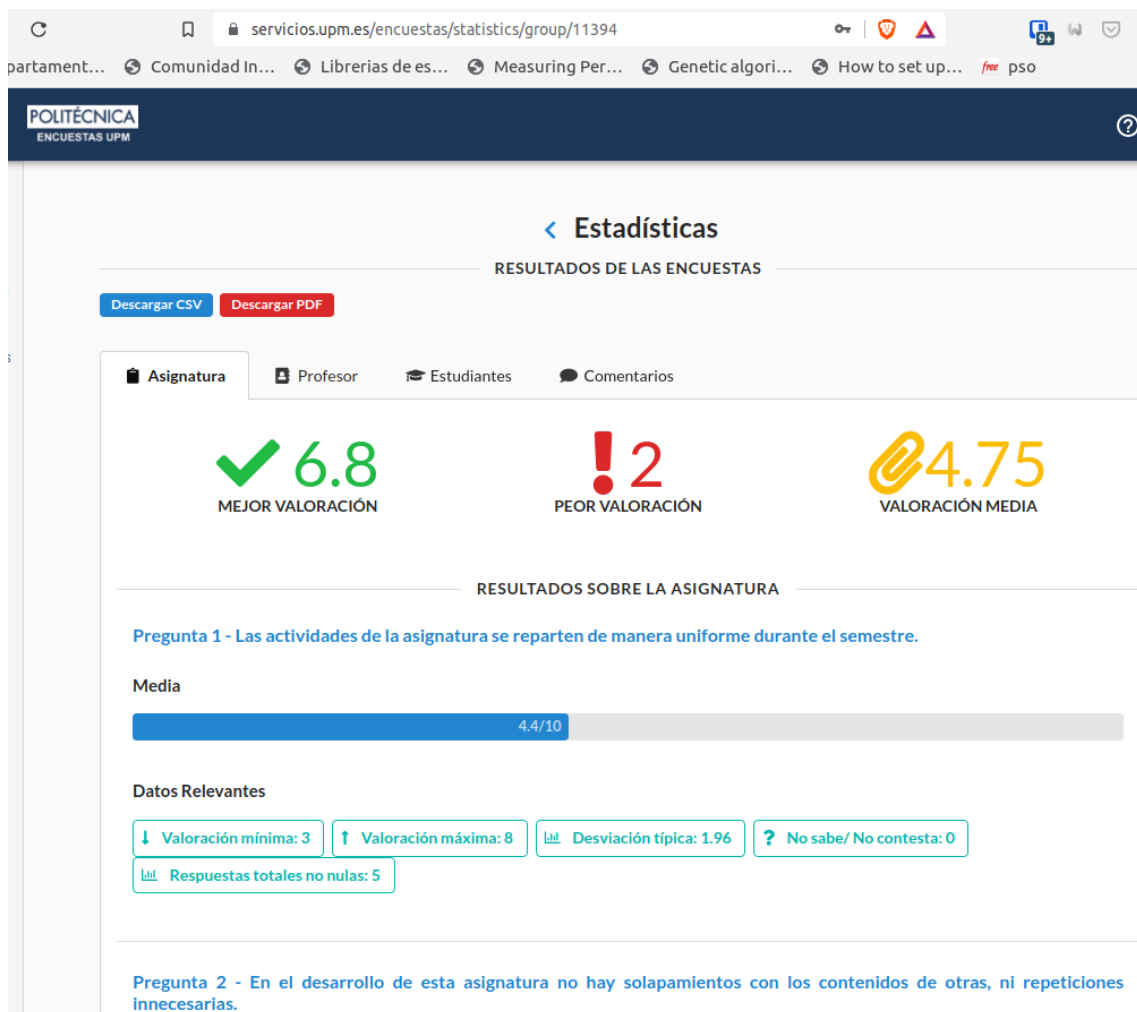 servicios.upm.es/encuestas/statistics/group/11394
9+
partament... Comunidad In... Librerias de es... Measuring Per... Genetic algori... How to set up... free pso
POLITÉCNICA
ENCUESTAS UPM
Estadísticas
RESULTADOS DE LAS ENCUESTAS
Descargar CSV Descargar PDF
s
Asignatura Profesor Estudiantes Comentarios
6.8 2 4.75
MEJOR VALORACIÓN PEOR VALORACIÓN VALORACIÓN MEDIA
RESULTADOS SOBRE LA ASIGNATURA
Pregunta 1 - Las actividades de la asignatura se reparten de manera uniforme durante el semestre.
Media
4.4/10
Datos Relevantes
Valoración mínima: 3 Valoración máxima: 8 Desviación típica: 1.96 No sabe/ No contesta: 0
Respuestas totales no nulas: 5
Pregunta 2 - En el desarrollo de esta asignatura no hay solapamientos con los contenidos de otras, ni repeticiones
innecesarias.